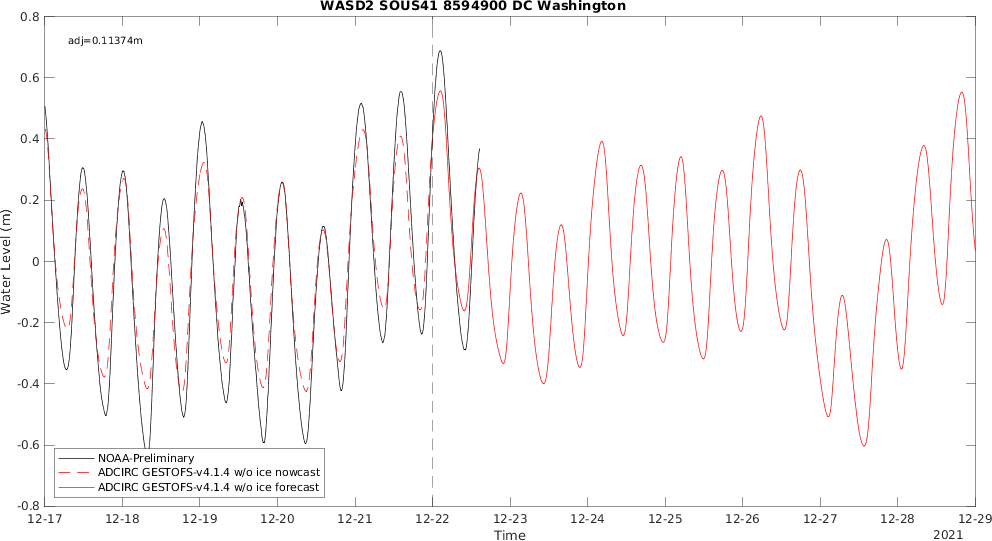 WASD2 SOUS41 8594900 DC Washington
adj=0.11374m
0.8
0.6
0.4
0.2
0
-0.2
-0.4
-0.6
-0.8
Water Level (m)
NOAA-Preliminary
ADCIRC GESTOFS-v4.1.4 w/o ice nowcast
ADCIRC GESTOFS-v4.1.4 w/o ice forecast
12-17 12-18 12-19 12-20 12-21 12-22 12-23 12-24 12-25 12-26 12-27 12-28 12-29
Time
2021